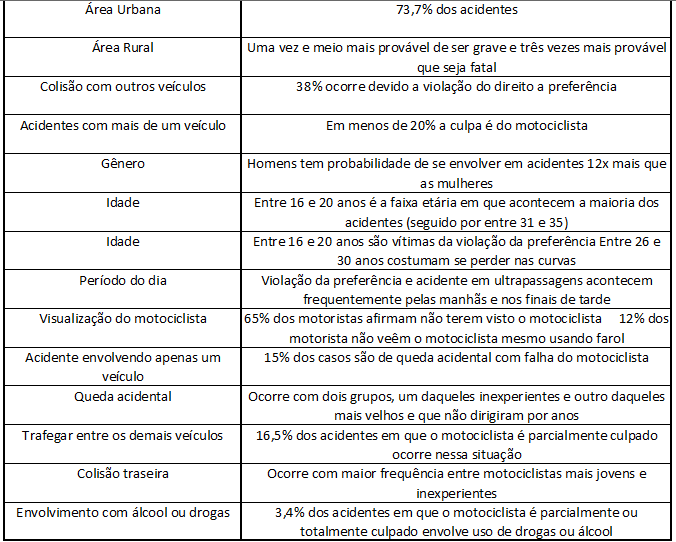 Área Urbana 73,7% dos acidentes
Área Rural Uma vez e meio mais provável de ser grave e três vezes mais provável
que seja fatal
Colisão com outros veículos 38% ocorre devido a violação do direito a preferência
Acidentes com mais de um veículo Em menos de 20% a culpa é do motociclista
Gênero Homens tem probabilidade de se envolver em acidentes 12x mais que
as mulheres
Idade Entre 16 e 20 anos é a faixa etária em que acontecem a maioria dos
acidentes (seguido por entre 31 e 35)
Idade Entre 16 e 20 anos são vítimas da violação da preferência Entre 26 e
30 anos costumam se perder nas curvas
Período do dia Violação da preferência e acidente em ultrapassagens acontecem
frequentemente pelas manhãs e nos finais de tarde
Visualização do motociclista 65% dos motoristas afirmam não terem visto o motociclista 12% dos
motorista não veêm o motociclista mesmo usando farol
Acidente envolvendo apenas um 15% dos casos são de queda acidental com falha do motociclista
veículo
Queda acidental Ocorre com dois grupos, um daqueles inexperientes e outro daqueles
mais velhos e que não dirigiram por anos
Trafegar entre os demais veículos 16,5% dos acidentes em que o motociclista é parcialmente culpado
ocorre nessa situação
Colisão traseira Ocorre com maior frequência entre motociclistas mais jovens e
inexperientes
Envolvimento com álcool ou drogas 3,4% dos acidentes em que o motociclista é parcialmente ou
totalmente culpado envolve uso de drogas ou álcool